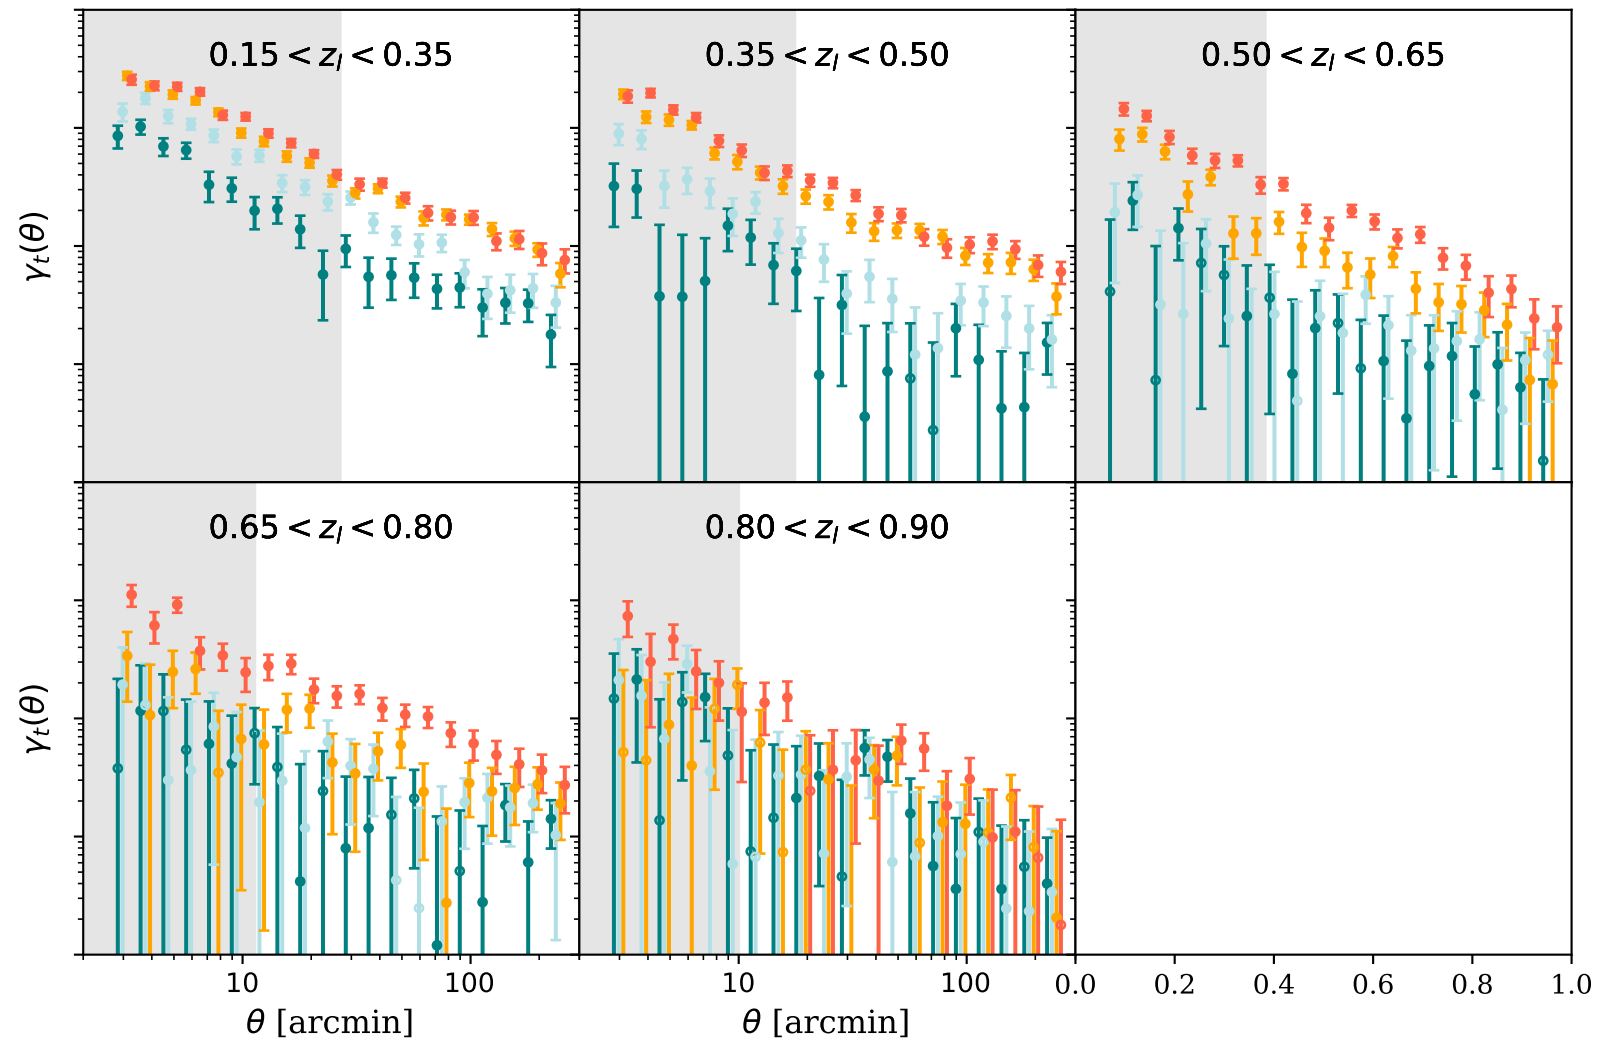 0.15 < z_l < 0.35
0.35 < z_l < 0.50
0.50 < z_l < 0.65
γ_t(θ)
0.65 < z_l < 0.80
0.80 < z_l < 0.90
γ_t(θ)
10 100 10 100 0.0 0.2 0.4 0.6 0.8 1.0
θ [arcmin] θ [arcmin]